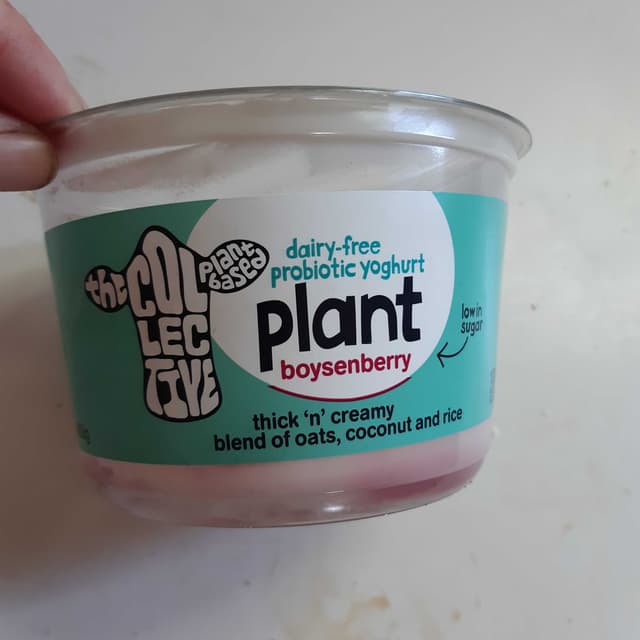 the
COL
LEC
TIVE
plant
BASED
dairy-free
probiotic yoghurt
plant
boysenberry
low in
sugar
thick 'n' creamy
blend of oats, coconut and rice